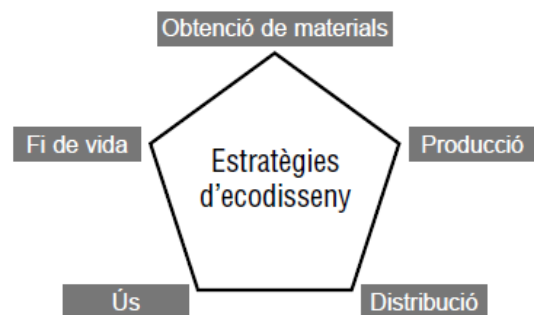 Obtenció de materials
Fi de vida
Producció
Estratègies
d'ecodisseny
Ús
Distribució